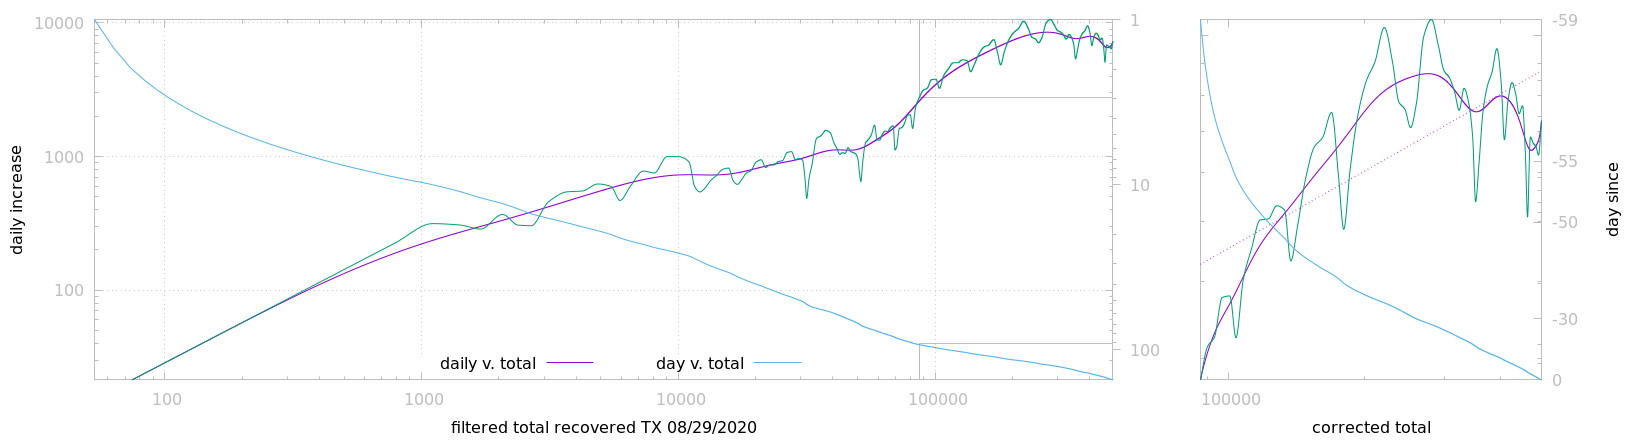 10000
1000
100
daily increase
100
1000
10000
100000
1
10
100
daily v. total
day v. total
filtered total recovered TX 08/29/2020
-59
-55
-50
-30
0
day since
100000
corrected total